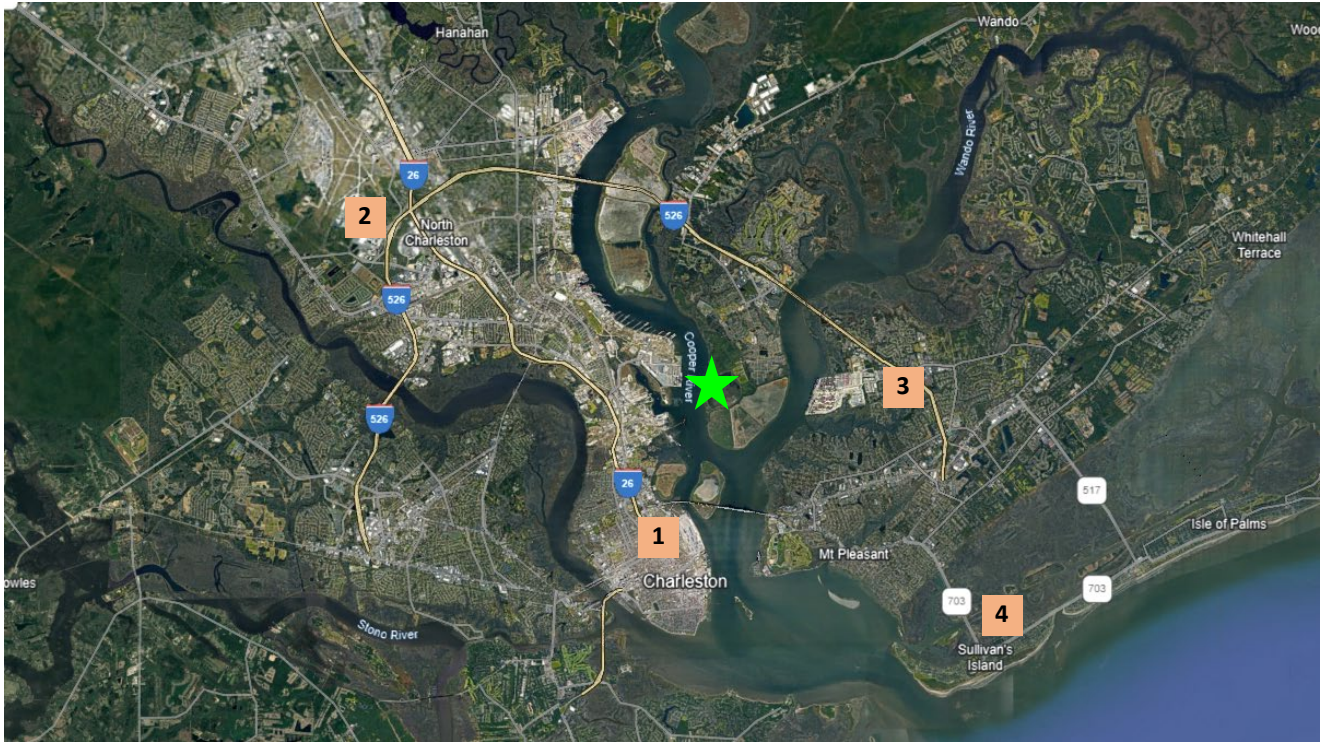 Hanahan
Wando
Woo
26
Wando River
2
North
Charleston
526
Whitehall
Terrace
526
Cooper River
3
526
26
517
1
Isle of Palms
Mt Pleasant
Charleston
owles
703
703
4
Stono River
Sullivan's
Island